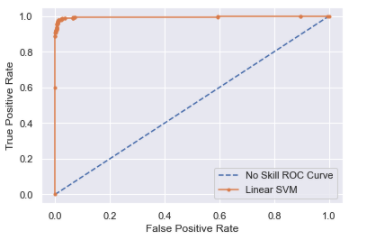 1.0
0.8
0.6
0.4
0.2
0.0
True Positive Rate
No Skill ROC Curve
Linear SVM
0.0 0.2 0.4 0.6 0.8 1.0
False Positive Rate